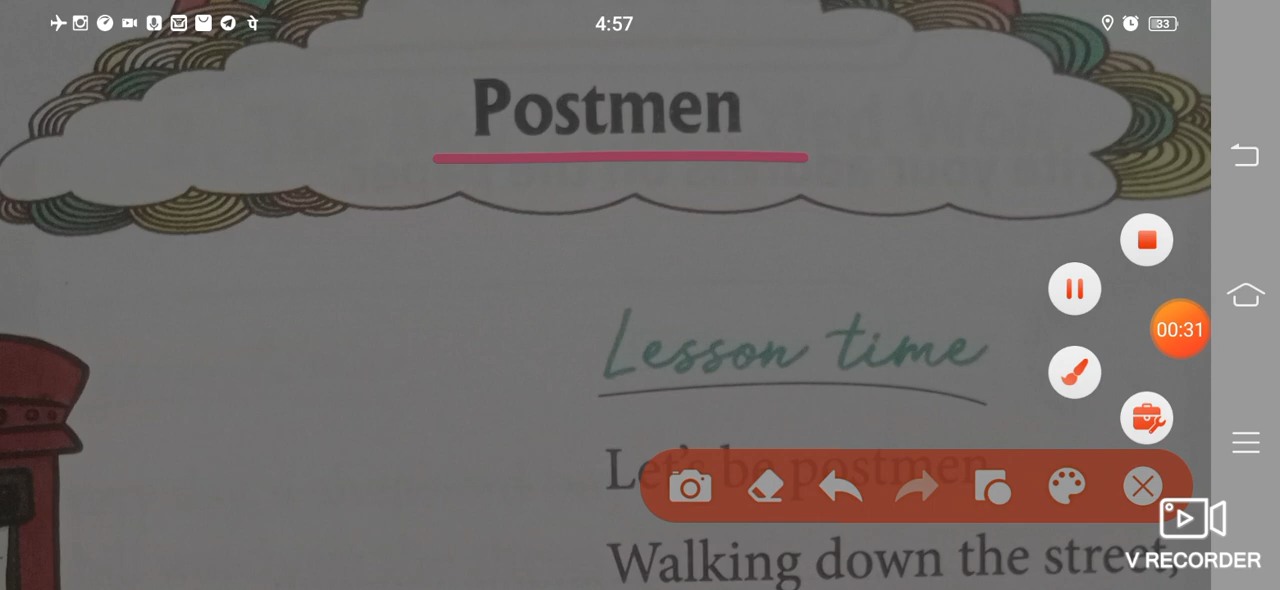 4:57
33
Postmen
Lesson time
00:31
Let's be postmen
Walking down the street,
V RECORDER